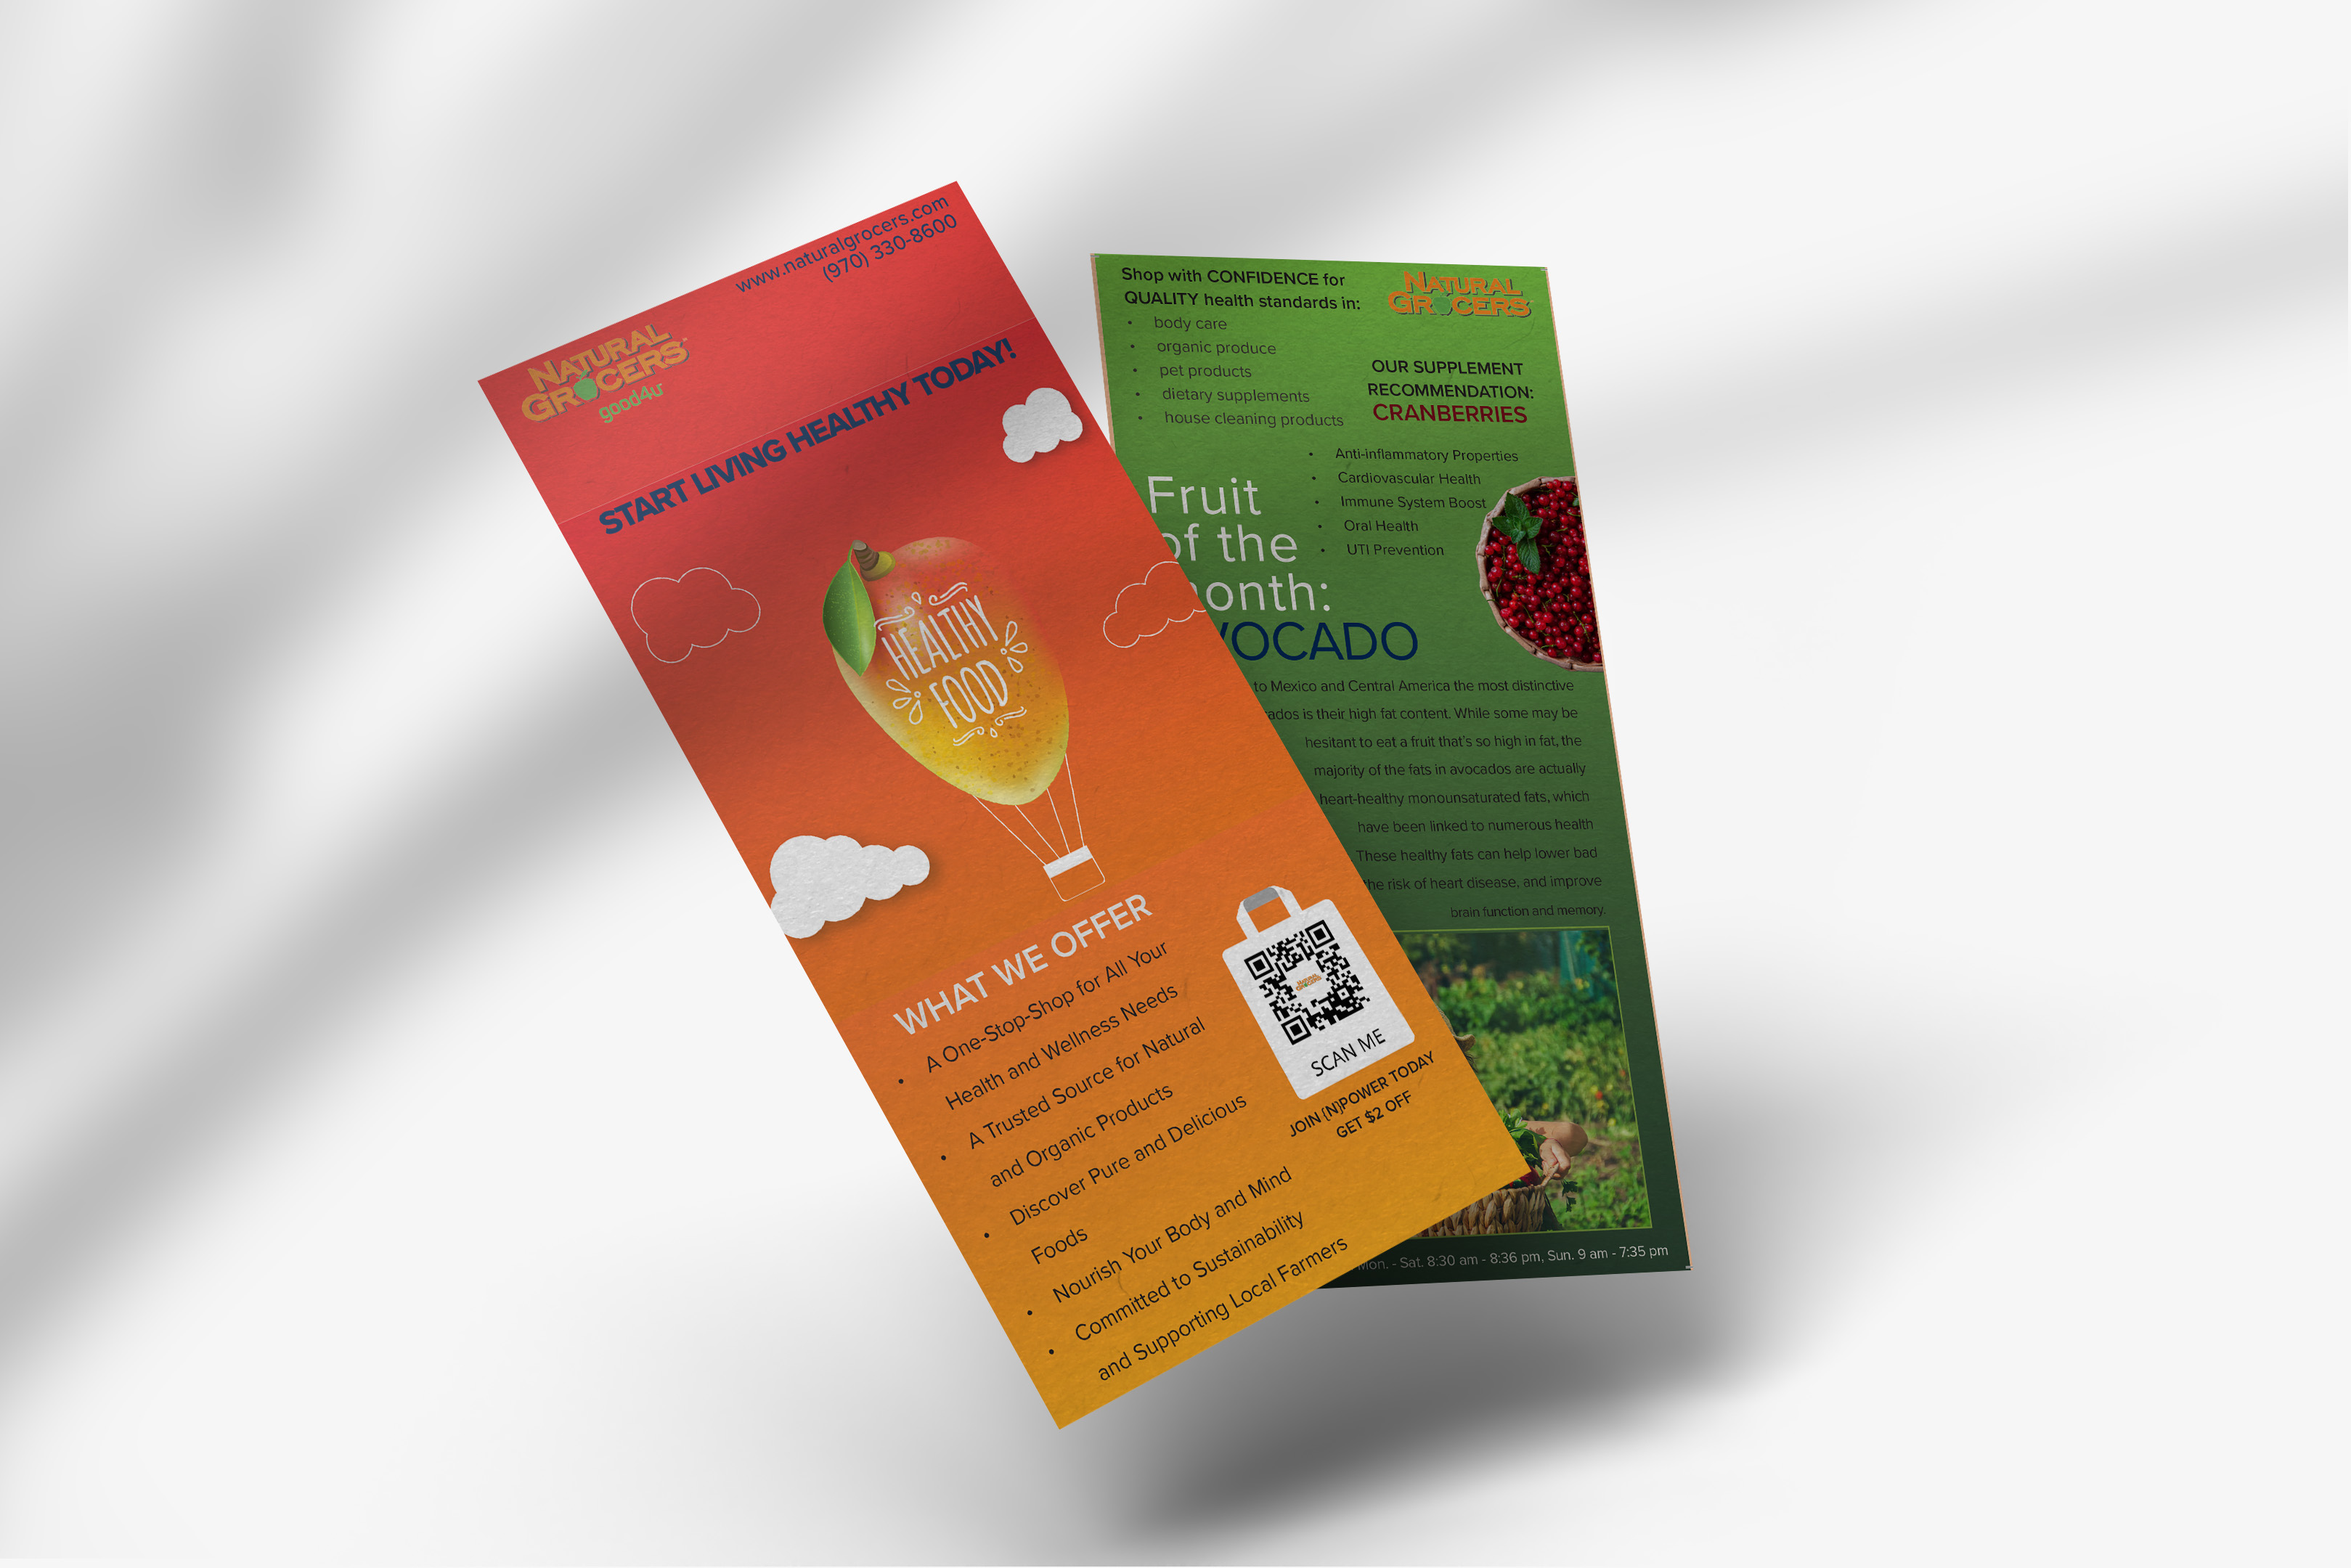 www.naturalgrocers.com
(970) 330-8600
NATURAL
GROCERS
good4u
START LIVING HEALTHY TODAY!
HEALTHY
FOOD
WHAT WE OFFER
• A One-Stop-Shop for All Your
Health and Wellness Needs
• A Trusted Source for Natural
and Organic Products
• Discover Pure and Delicious
Foods
• Nourish Your Body and Mind
• Committed to Sustainability
and Supporting Local Farmers
NATURAL
GROCERS
SCAN ME
JOIN (N)POWER TODAY
GET $2 OFF
Shop with CONFIDENCE for
QUALITY health standards in:
• body care
• organic produce
• pet products
• dietary supplements
• house cleaning products
NATURAL
GROCERS
OUR SUPPLEMENT
RECOMMENDATION:
CRANBERRIES
• Anti-inflammatory Properties
• Cardiovascular Health
• Immune System Boost
• Oral Health
• UTI Prevention
Fruit
of the
onth:
VOCADO
to Mexico and Central America the most distinctive
ados is their high fat content. While some may be
hesitant to eat a fruit that's so high in fat, the
majority of the fats in avocados are actually
heart-healthy monounsaturated fats, which
have been linked to numerous health
These healthy fats can help lower bad
the risk of heart disease, and improve
brain function and memory.
Mon. - Sat. 8:30 am - 8:36 pm, Sun. 9 am - 7:35 pm